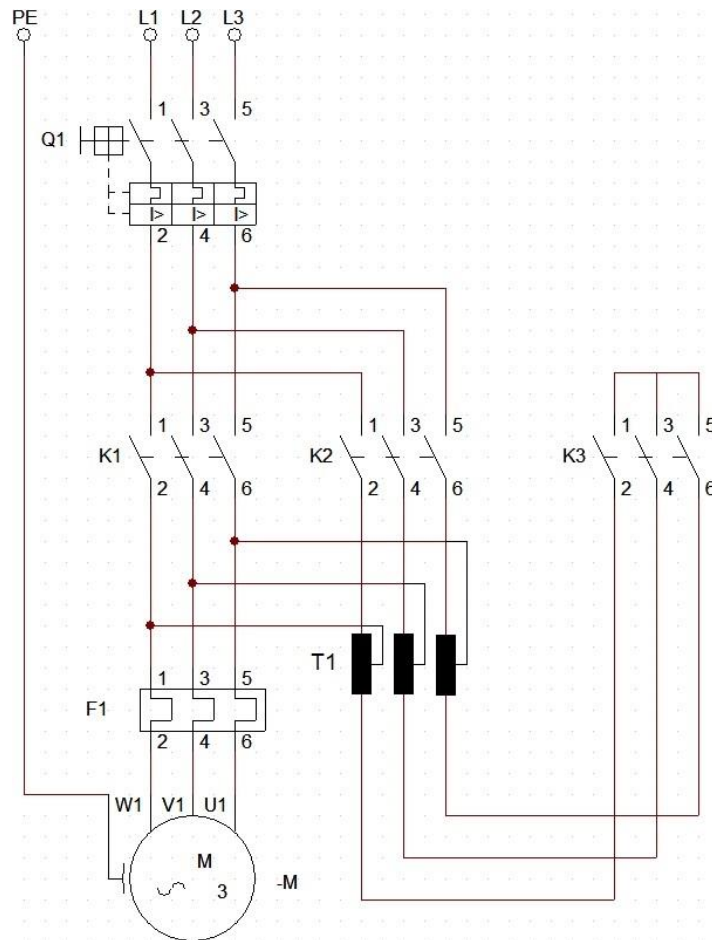 PE L1 L2 L3
1 3 5
Q1
I> I> I>
2 4 6
1 3 5 1 3 5 1 3 5
K1 K2 K3
2 4 6 2 4 6 2 4 6
T1
1 3 5
F1
2 4 6
W1 V1 U1
M
3
-M